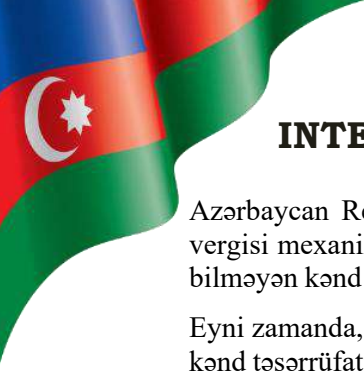 INTE
Azərbaycan Re
vergisi mexani
bilməyən kənd
Eyni zamanda,
kənd təsərrüfat